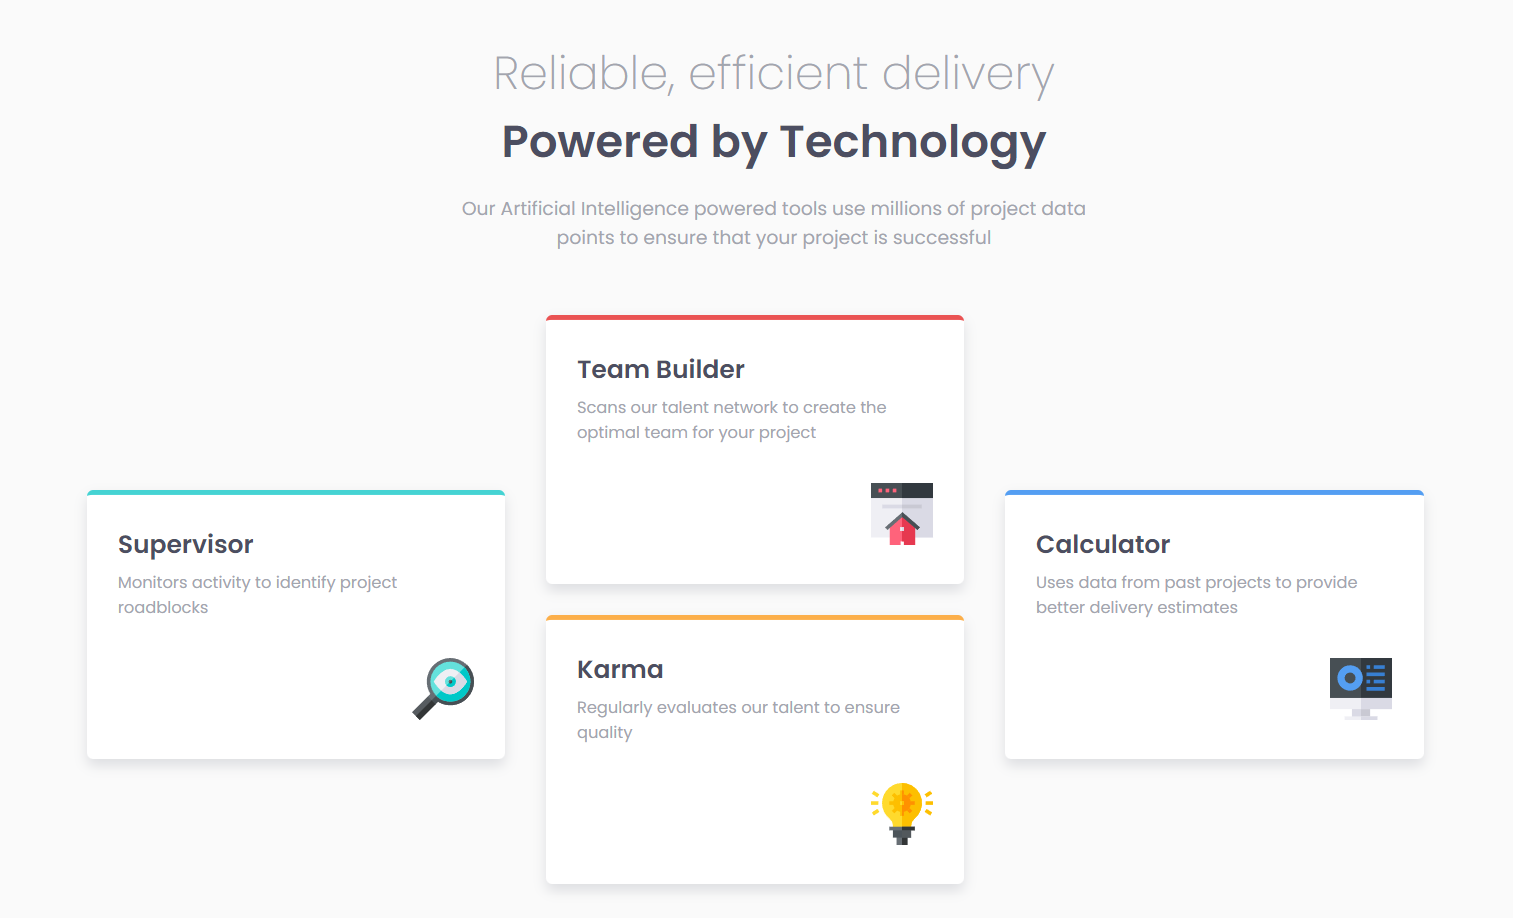 Reliable, efficient delivery
Powered by Technology
Our Artificial Intelligence powered tools use millions of project data
points to ensure that your project is successful
Team Builder
Scans our talent network to create the
optimal team for your project
Supervisor
Monitors activity to identify project
roadblocks
Calculator
Uses data from past projects to provide
better delivery estimates
Karma
Regularly evaluates our talent to ensure
quality